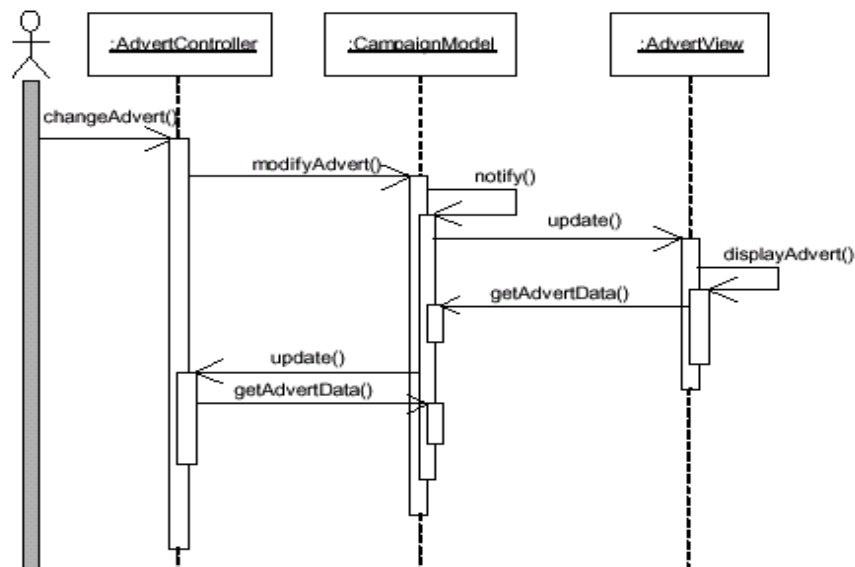 :AdvertController
:CampaignModel
:AdvertView
changeAdvert()
modifyAdvert()
notify()
update()
displayAdvert()
getAdvertData()
update()
getAdvertData()